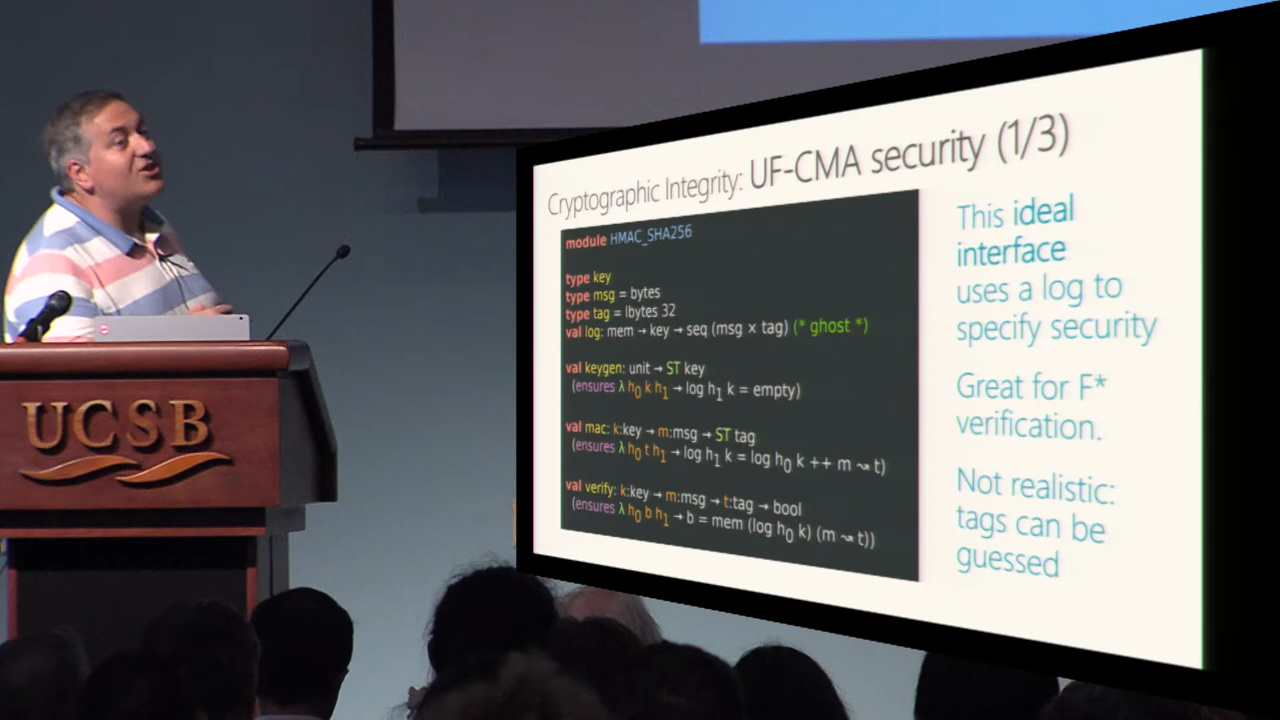 UCSB
Cryptographic Integrity: UF-CMA security (1/3)
module HMAC_SHA256
type key
type msg = bytes
type tag = lbytes 32
val log: mem → key → seq (msg × tag) (* ghost *)
val keygen: unit → ST key
(ensures λ h0 k h1 → log h1 k = empty)
val mac: k:key → m:msg → ST tag
(ensures λ h0 t h1 → log h1 k = log h0 k ++ m ⤳ t)
val verify: k:key → m:msg → t:tag → bool
(ensures λ h0 b h1 → b = mem (log h0 k) (m ⤳ t))
This ideal
interface
uses a log to
specify security
Great for F*
verification.
Not realistic:
tags can be
guessed